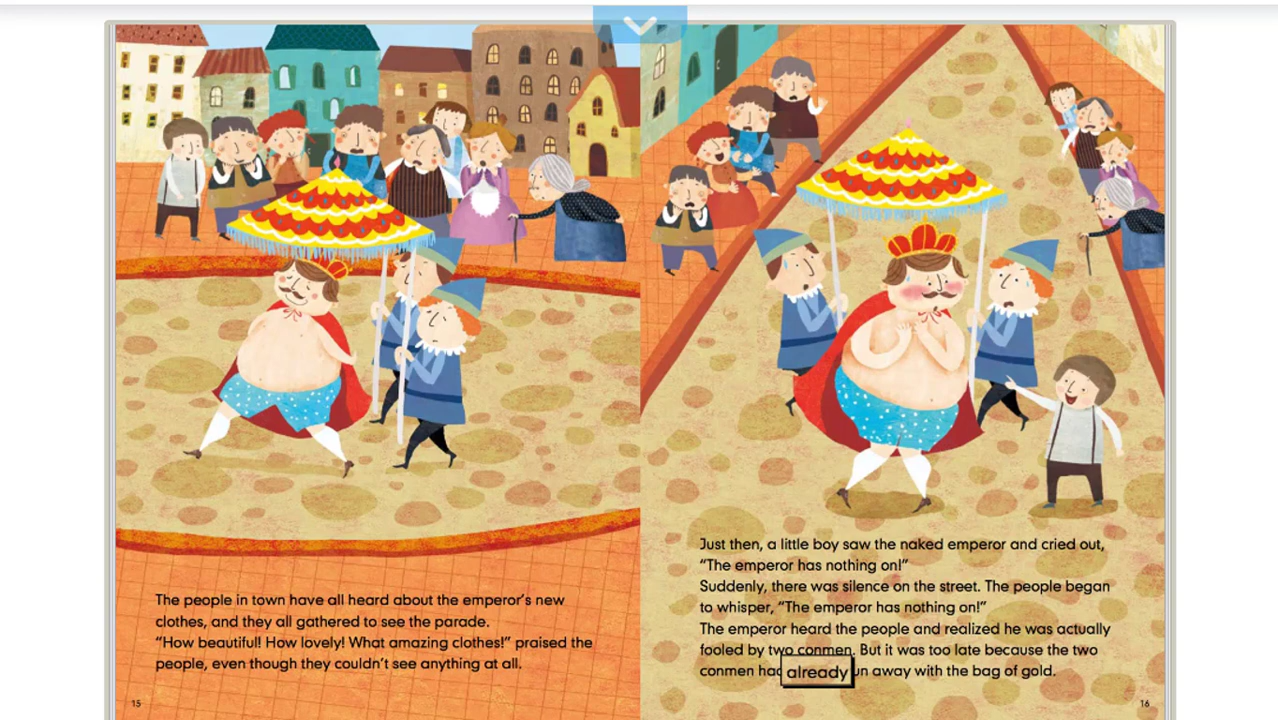 The people in town have all heard about the emperor's new
clothes, and they all gathered to see the parade.
"How beautiful! How lovely! What amazing clothes!" praised the
people, even though they couldn't see anything at all.
15
Just then, a little boy saw the naked emperor and cried out,
"The emperor has nothing on!"
Suddenly, there was silence on the street. The people began
to whisper, "The emperor has nothing on!"
The emperor heard the people and realized he was actually
fooled by two conmen. But it was too late because the two
conmen had already un away with the bag of gold.
16